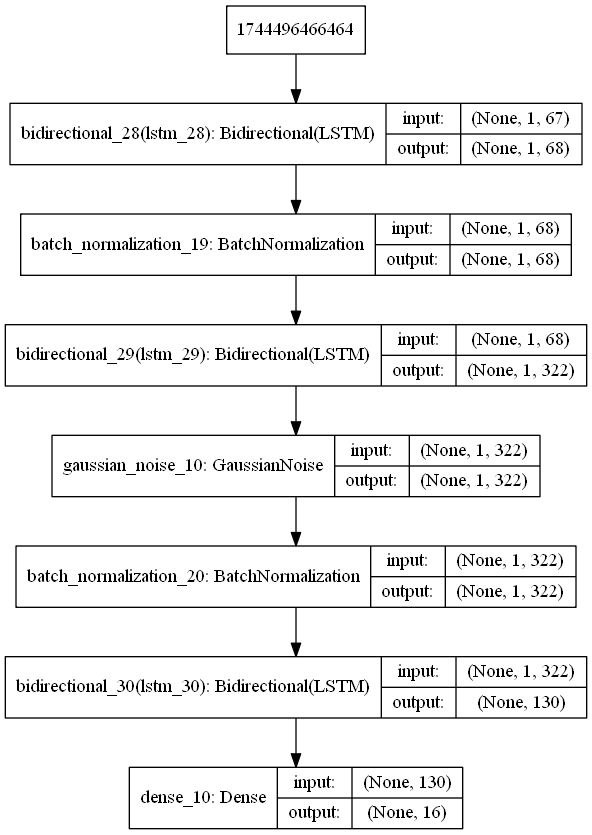 1744496466464
bidirectional_28(lstm_28): Bidirectional(LSTM)
input: (None, 1, 67)
output: (None, 1, 68)
batch_normalization_19: BatchNormalization
input: (None, 1, 68)
output: (None, 1, 68)
bidirectional_29(lstm_29): Bidirectional(LSTM)
input: (None, 1, 68)
output: (None, 1, 322)
gaussian_noise_10: GaussianNoise
input: (None, 1, 322)
output: (None, 1, 322)
batch_normalization_20: BatchNormalization
input: (None, 1, 322)
output: (None, 1, 322)
bidirectional_30(lstm_30): Bidirectional(LSTM)
input: (None, 1, 322)
output: (None, 130)
dense_10: Dense
input: (None, 130)
output: (None, 16)